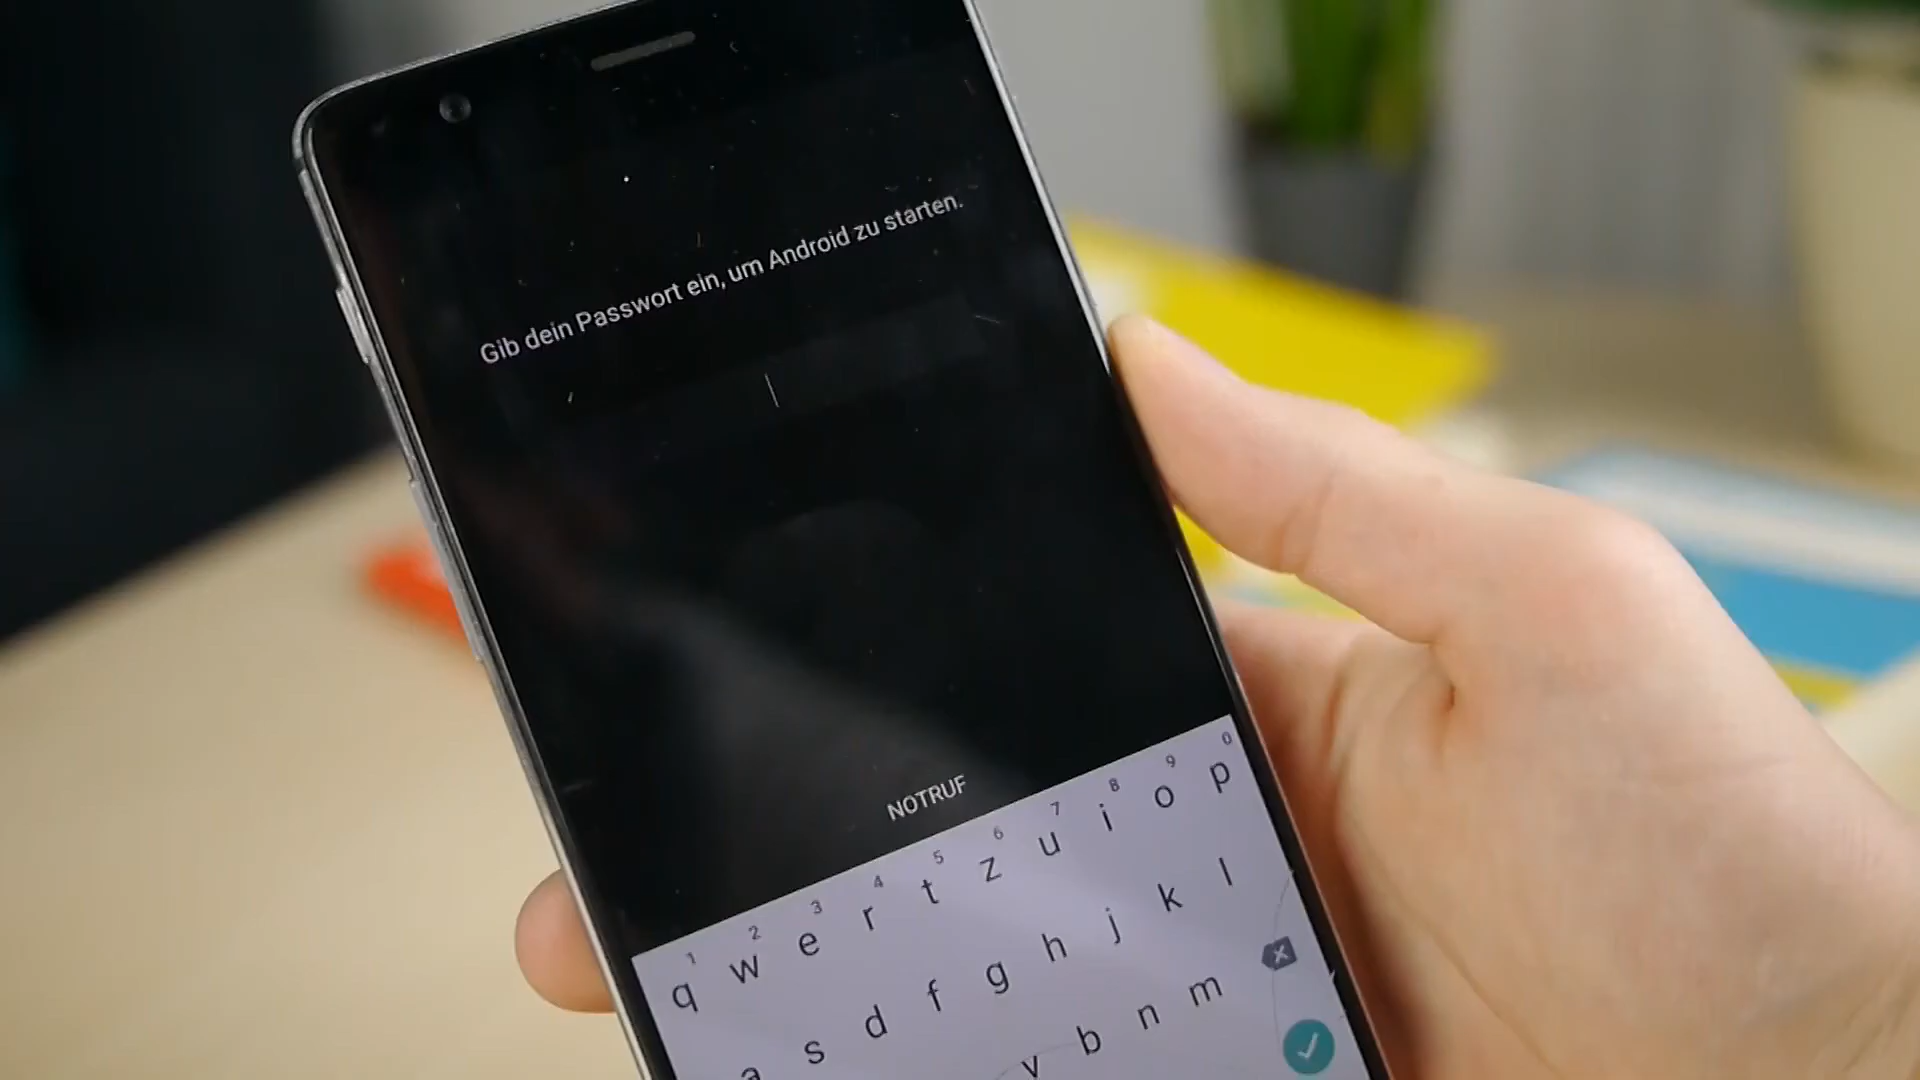 Gib dein Passwort ein, um Android zu starten.
NOTRUF
1 2 3 4 5 6 7 8 9 0
q w e r t z u i o p
a s d f g h j k l
v b n m